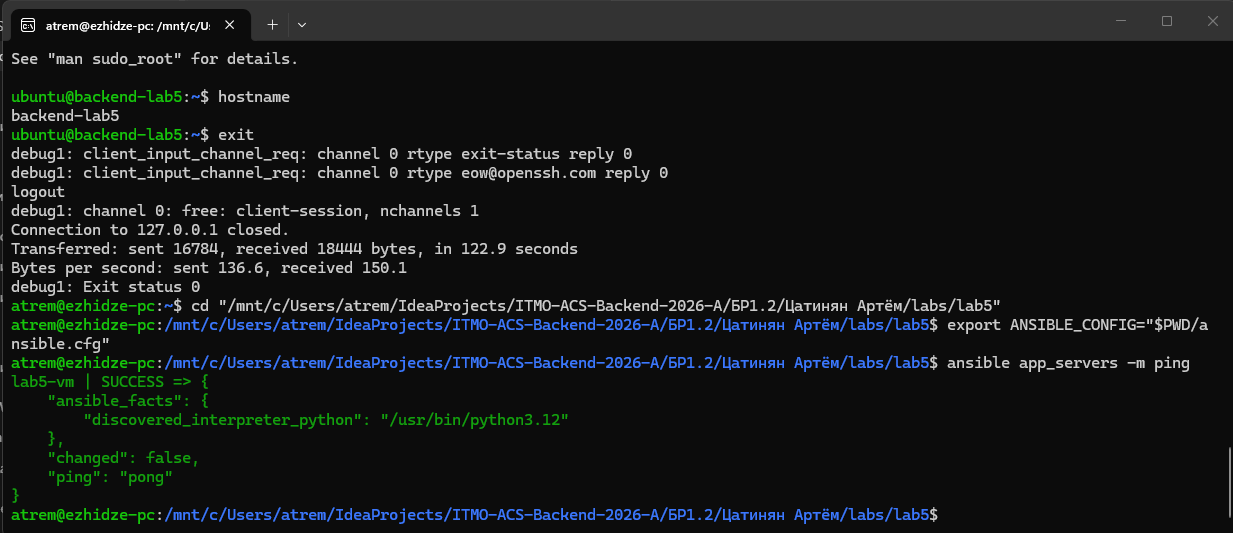 atrem@ezhidze-pc: /mnt/c/U
See "man sudo_root" for details.
ubuntu@backend-lab5:~$ hostname
backend-lab5
ubuntu@backend-lab5:~$ exit
debug1: client_input_channel_req: channel 0 rtype exit-status reply 0
debug1: client_input_channel_req: channel 0 rtype eow@openssh.com reply 0
logout
debug1: channel 0: free: client-session, nchannels 1
Connection to 127.0.0.1 closed.
Transferred: sent 16784, received 18444 bytes, in 122.9 seconds
Bytes per second: sent 136.6, received 150.1
debug1: Exit status 0
atrem@ezhidze-pc:~$ cd "/mnt/c/Users/atrem/IdeaProjects/ITMO-ACS-Backend-2026-A/БР1.2/Цатинян Артём/labs/lab5"
atrem@ezhidze-pc:/mnt/c/Users/atrem/IdeaProjects/ITMO-ACS-Backend-2026-A/БР1.2/Цатинян Артём/labs/lab5$ export ANSIBLE_CONFIG="$PWD/a
nsible.cfg"
atrem@ezhidze-pc:/mnt/c/Users/atrem/IdeaProjects/ITMO-ACS-Backend-2026-A/БР1.2/Цатинян Артём/labs/lab5$ ansible app_servers -m ping
lab5-vm | SUCCESS => {
    "ansible_facts": {
        "discovered_interpreter_python": "/usr/bin/python3.12"
    },
    "changed": false,
    "ping": "pong"
}
atrem@ezhidze-pc:/mnt/c/Users/atrem/IdeaProjects/ITMO-ACS-Backend-2026-A/БР1.2/Цатинян Артём/labs/lab5$